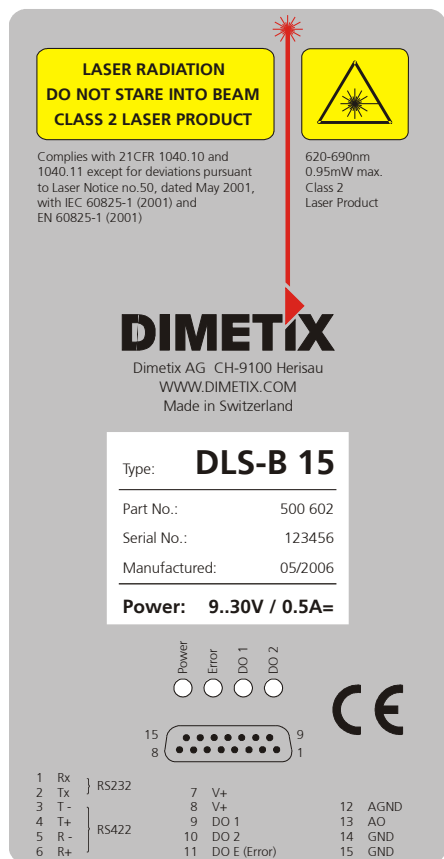 LASER RADIATION
DO NOT STARE INTO BEAM
CLASS 2 LASER PRODUCT
Complies with 21CFR 1040.10 and
1040.11 except for deviations pursuant
to Laser Notice no.50, dated May 2001,
with IEC 60825-1 (2001) and
EN 60825-1 (2001)
620-690nm
0.95mW max.
Class 2
Laser Product
DIMETIX
Dimetix AG CH-9100 Herisau
WWW.DIMETIX.COM
Made in Switzerland
Type: DLS-B 15
Part No.: 500 602
Serial No.: 123456
Manufactured: 05/2006
Power: 9..30V / 0.5A=
Power Error DO 1 DO 2
CE
15 9
8 1
1 Rx
2 Tx
RS232
3 T -
4 T+
5 R -
6 R+
RS422
7 V+
8 V+
9 DO 1
10 DO 2
11 DO E (Error)
12 AGND
13 AO
14 GND
15 GND